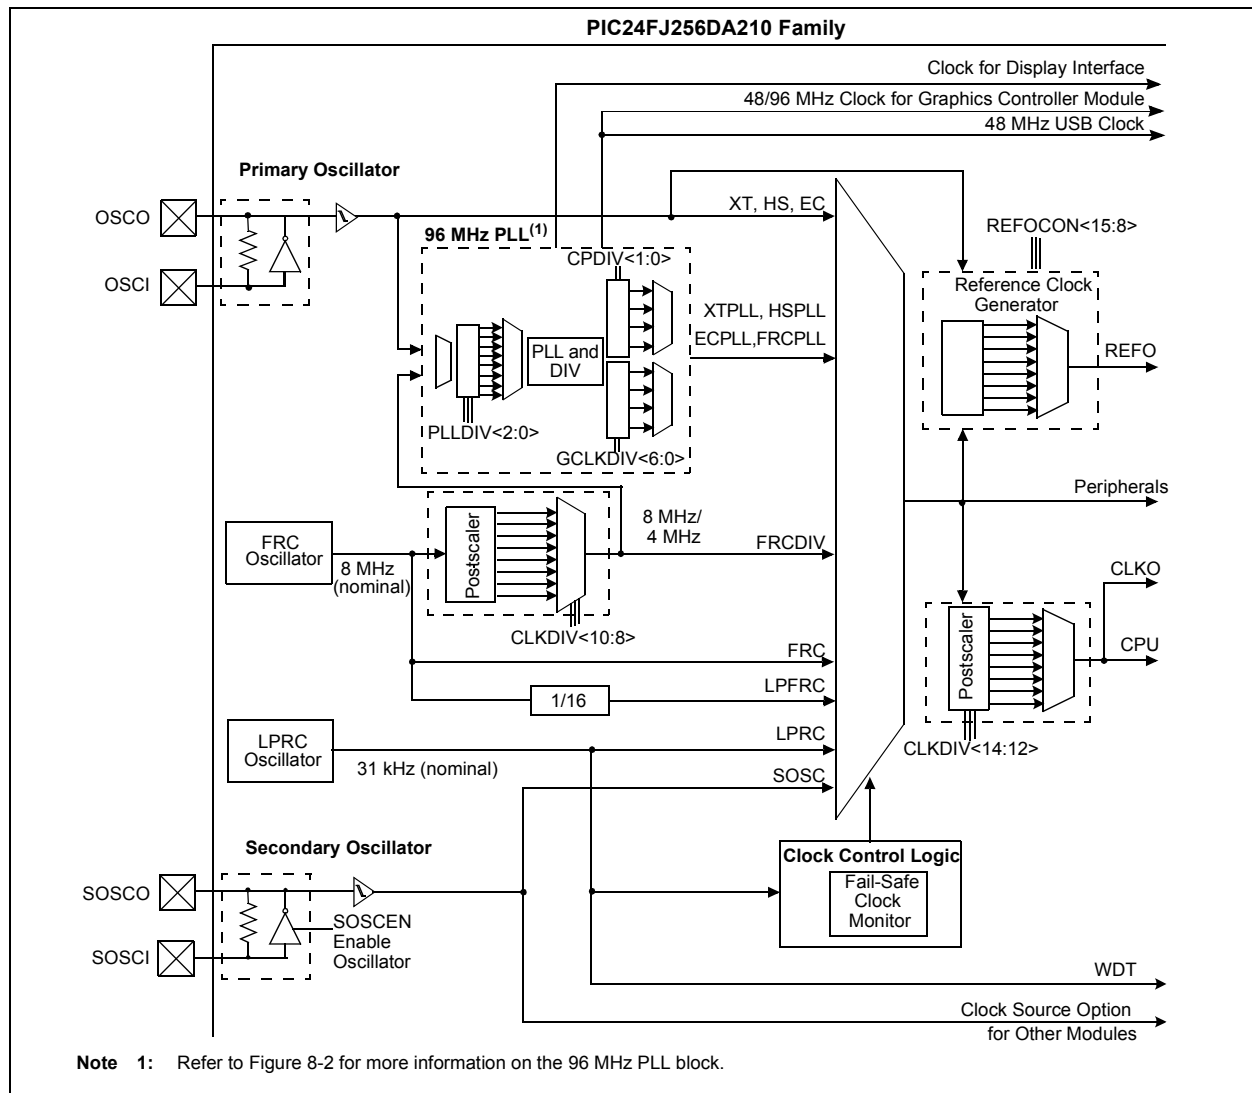 PIC24FJ256DA210 Family
Clock for Display Interface
48/96 MHz Clock for Graphics Controller Module
48 MHz USB Clock
Primary Oscillator
OSCO
OSCI
XT, HS, EC
REFOCON<15:8>
96 MHz PLL(1)
CPDIV<1:0>
Reference Clock
Generator
XTPLL, HSPLL
ECPLL,FRCPLL
PLL and
DIV
REFO
PLLDIV<2:0>
GCLKDIV<6:0>
Peripherals
FRC
Oscillator
8 MHz
(nominal)
Postscaler
8 MHz/
4 MHz
FRCDIV
CLKDIV<10:8>
CLKO
CPU
Postscaler
CLKDIV<14:12>
FRC
1/16
LPFRC
LPRC
Oscillator
31 kHz (nominal)
LPRC
SOSC
Secondary Oscillator
SOSCO
SOSCI
SOSCEN
Enable
Oscillator
Clock Control Logic
Fail-Safe
Clock
Monitor
WDT
Clock Source Option
for Other Modules
Note 1: Refer to Figure 8-2 for more information on the 96 MHz PLL block.